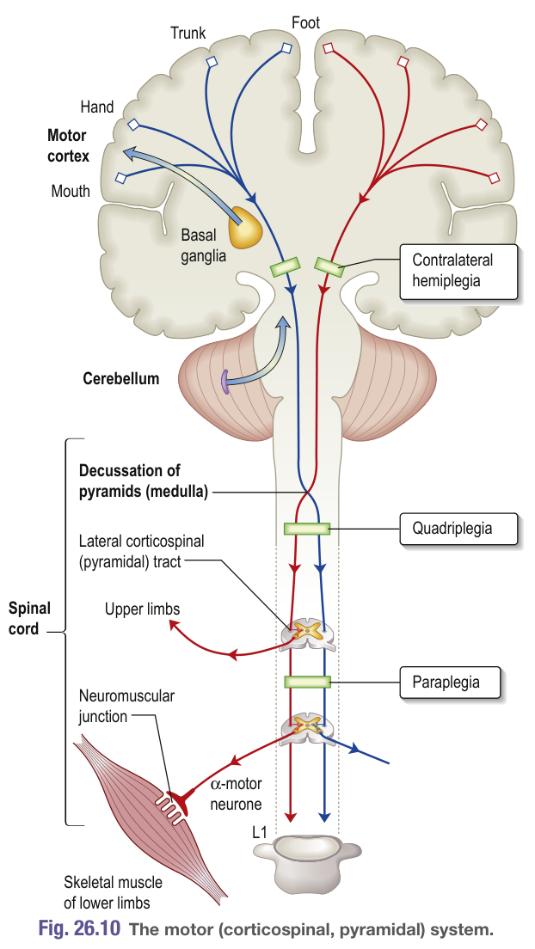 Foot
Trunk
Hand
Motor
cortex
Mouth
Basal
ganglia
Contralateral
hemiplegia
Cerebellum
Decussation of
pyramids (medulla)
Quadriplegia
Lateral corticospinal
(pyramidal) tract
Spinal
cord
Upper limbs
Paraplegia
Neuromuscular
junction
α-motor
neurone
L1
Skeletal muscle
of lower limbs
Fig. 26.10 The motor (corticospinal, pyramidal) system.